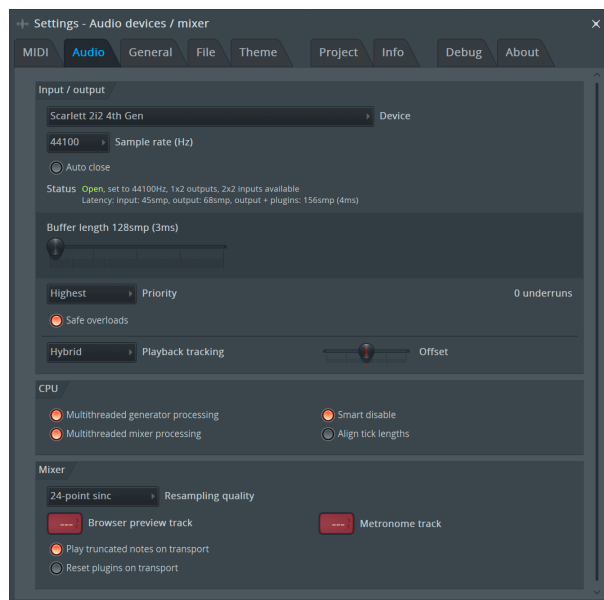 Settings - Audio devices / mixer
MIDI Audio General File Theme Project Info Debug About
Input / output
Scarlett 2i2 4th Gen Device
44100 Sample rate (Hz)
Auto close
Status Open, set to 44100Hz, 1x2 outputs, 2x2 inputs available
Latency: input: 45smp, output: 68smp, output + plugins: 156smp (4ms)
Buffer length 128smp (3ms)
Highest Priority 0 underruns
Safe overloads
Hybrid Playback tracking Offset
CPU
Multithreaded generator processing Smart disable
Multithreaded mixer processing Align tick lengths
Mixer
24-point sinc Resampling quality
--- Browser preview track --- Metronome track
Play truncated notes on transport
Reset plugins on transport